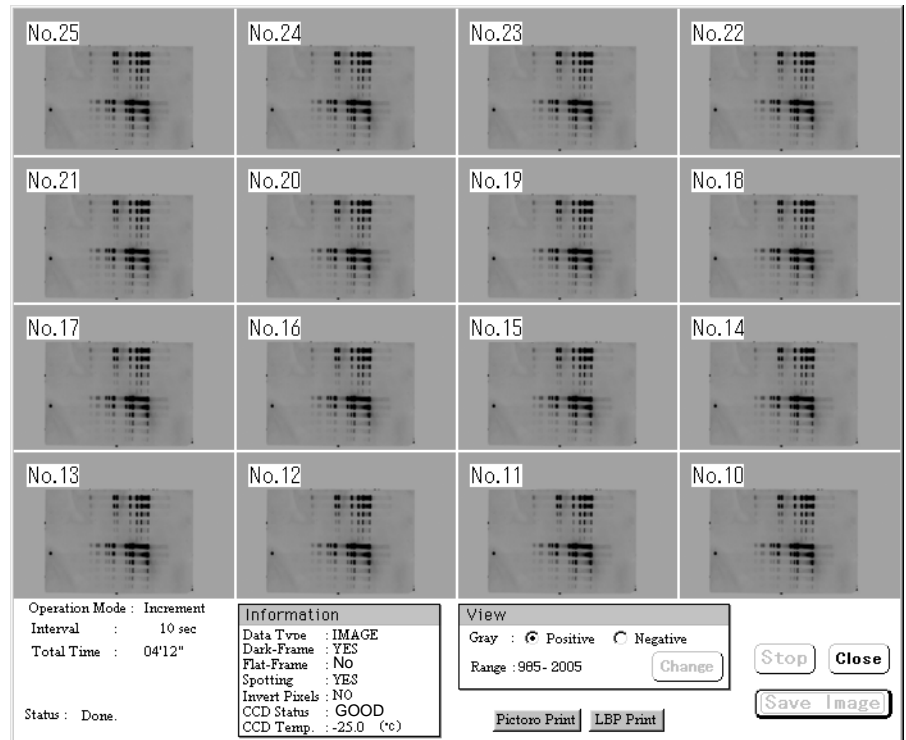 No.25 No.24 No.23 No.22
No.21 No.20 No.19 No.18
No.17 No.16 No.15 No.14
No.13 No.12 No.11 No.10
Operation Mode : Increment
Interval : 10 sec
Total Time : 04'12"
Status : Done.
Information
Data Tvpe : IMAGE
Dark-Frame : YES
Flat-Frame : No
Spotting : YES
Invert Pixels : NO
CCD Status : GOOD
CCD Temp. : -25.0 (°c)
View
Gray : Positive Negative
Range : 985- 2005 Change
Pictoro Print LBP Print
Stop Close
Save Image